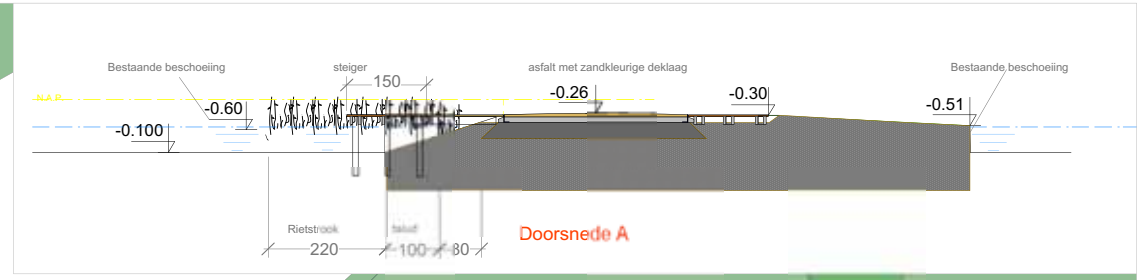 Bestaande beschoeiing
steiger
asfalt met zandkleurige deklaag
Bestaande beschoeiing
150
N.A.P.
-0.26
-0.30
-0.60
-0.51
-0.100
Rietstrook
talud
220
100
80
Doorsnede A